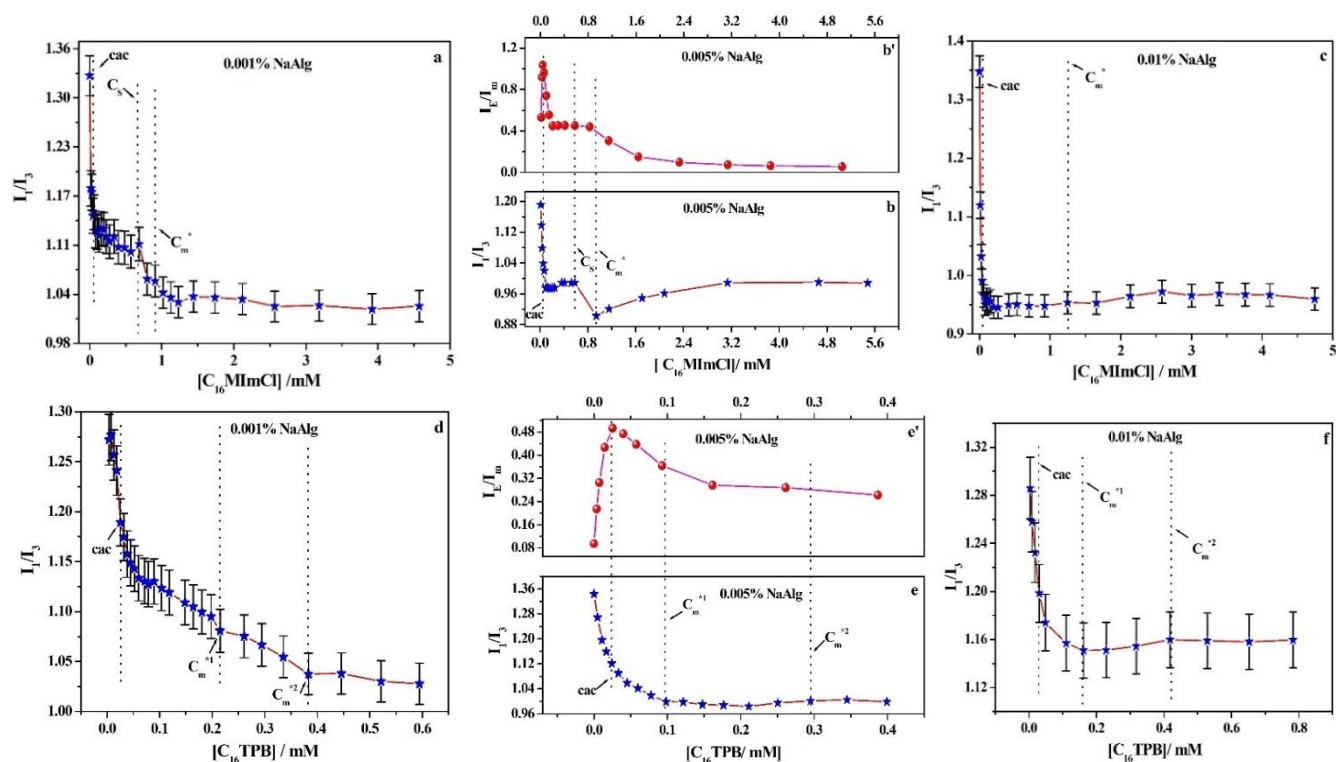 1.36
1.33
1.30
1.17
1.14
1.11
1.04
0.98
I₁/I₃
0.001% NaAlg
a
cac
C_S
C_m^*
0 1 2 3 4 5
[C₁₆MImCl] /mM
0.0 0.8 1.6 2.4 3.2 4.0 4.8 5.6
1.2
0.8
0.4
0.0
I_E/I_m
0.005% NaAlg
b'
1.20
1.12
1.04
0.96
0.88
I₁/I₃
0.005% NaAlg
b
C_S
C_m^*
cac
0.0 0.8 1.6 2.4 3.2 4.0 4.8 5.6
[ C₁₆MImCl]/ mM
1.4
1.3
1.2
1.1
1.0
0.9
I₁/I₃
0.01% NaAlg
c
cac
C_m^*
0 1 2 3 4 5
[C₁₆MImCl] /mM
1.30
1.25
1.20
1.15
1.10
1.05
1.00
I₁/I₃
0.001% NaAlg
d
cac
C_m^{*1}
C_m^{*2}
0.0 0.1 0.2 0.3 0.4 0.5 0.6
[C₁₆TPB] / mM
0.0 0.1 0.2 0.3 0.4
0.48
0.40
0.32
0.24
0.16
0.08
I_E/I_m
0.005% NaAlg
e'
1.36
1.28
1.20
1.12
1.04
0.96
I₁/I₃
0.005% NaAlg
e
C_m^{*1}
C_m^{*2}
cac
0.0 0.1 0.2 0.3 0.4
[C₁₆TPB]/ mM]
1.32
1.28
1.24
1.20
1.16
1.12
I₁/I₃
0.01% NaAlg
f
cac
C_m^{*1}
C_m^{*2}
0.0 0.2 0.4 0.6 0.8
[C₁₆TPB]/ mM